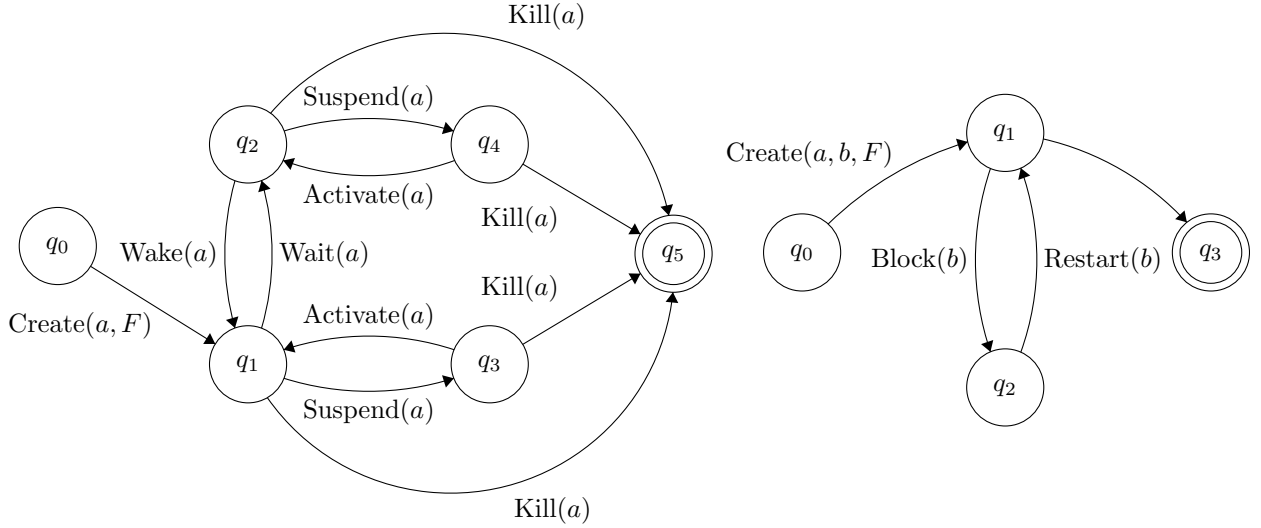 Kill(a)
Suspend(a)
q₂
q₄
Activate(a)
Kill(a)
q₀
Wake(a)
Wait(a)
q₅
Kill(a)
Create(a, F)
Activate(a)
q₁
q₃
Suspend(a)
Kill(a)
q₁
Create(a, b, F)
q₀
Block(b)
Restart(b)
q₃
q₂